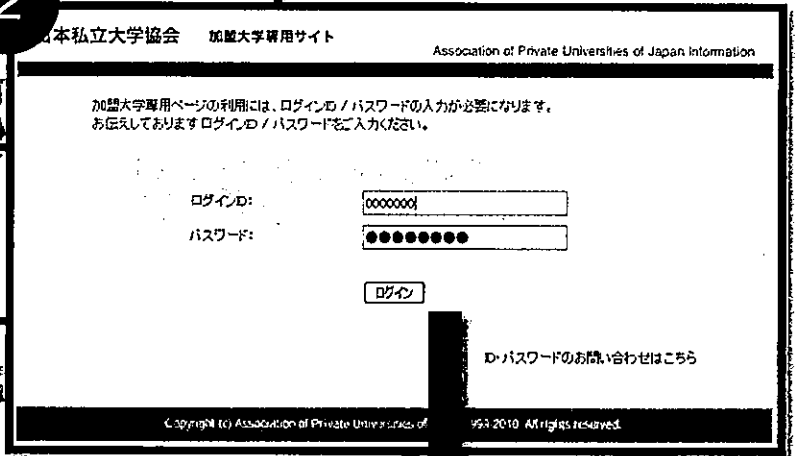 2
本私立大学協会 加盟大学専用サイト
Association of Private Universities of Japan Information
加盟大学専用ページの利用には、ログインID / パスワードの入力が必要になります。
お伝えしております ログインID / パスワードをご入力ください。
ログインID:
パスワード:
●●●●●●●●
ログイン
ID・パスワードのお問い合わせはこちら
Copyright (c) Association of Private Universities of 999-2010 All rights reserved.